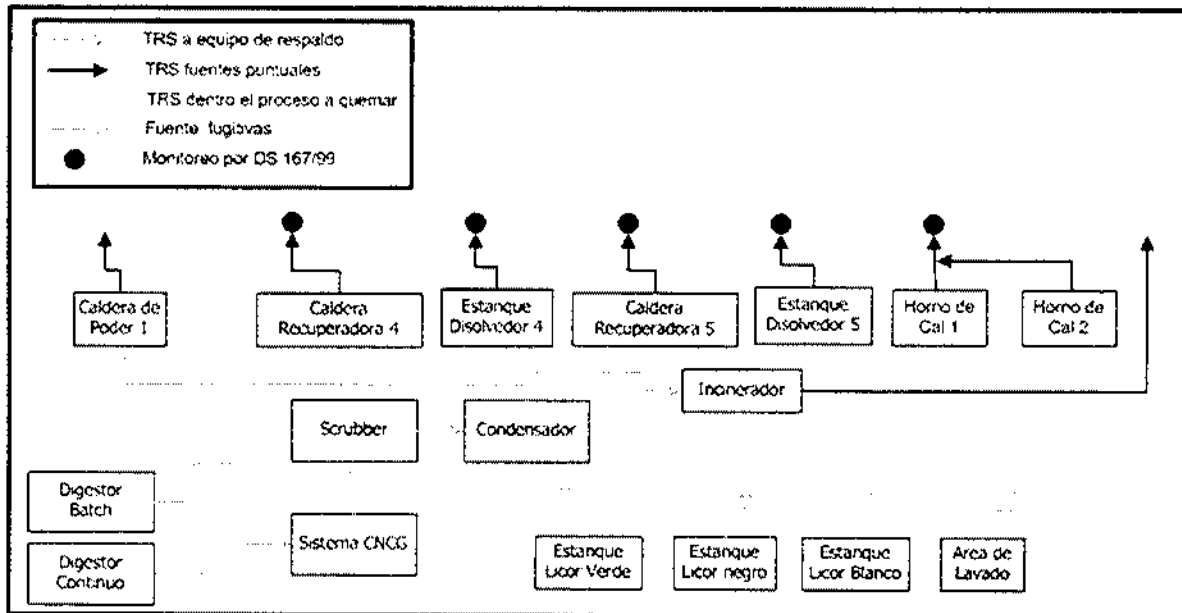 TRS a equipo de respaldo
TRS fuentes puntuales
TRS dentro el proceso a quemar
Fuente fugiavas
Monitoreo por DS 167/99
Caldera de
Poder 1
Caldera
Recuperadora 4
Estanque
Disolvedor 4
Caldera
Recuperadora 5
Estanque
Disolvedor 5
Horno de
Cal 1
Horno de
Cal 2
Incinerador
Scrubber
Condensador
Digestor
Batch
Sistema CNCG
Digestor
Continuo
Estanque
Licor Verde
Estanque
Licor negro
Estanque
Licor Blanco
Area de
Lavado